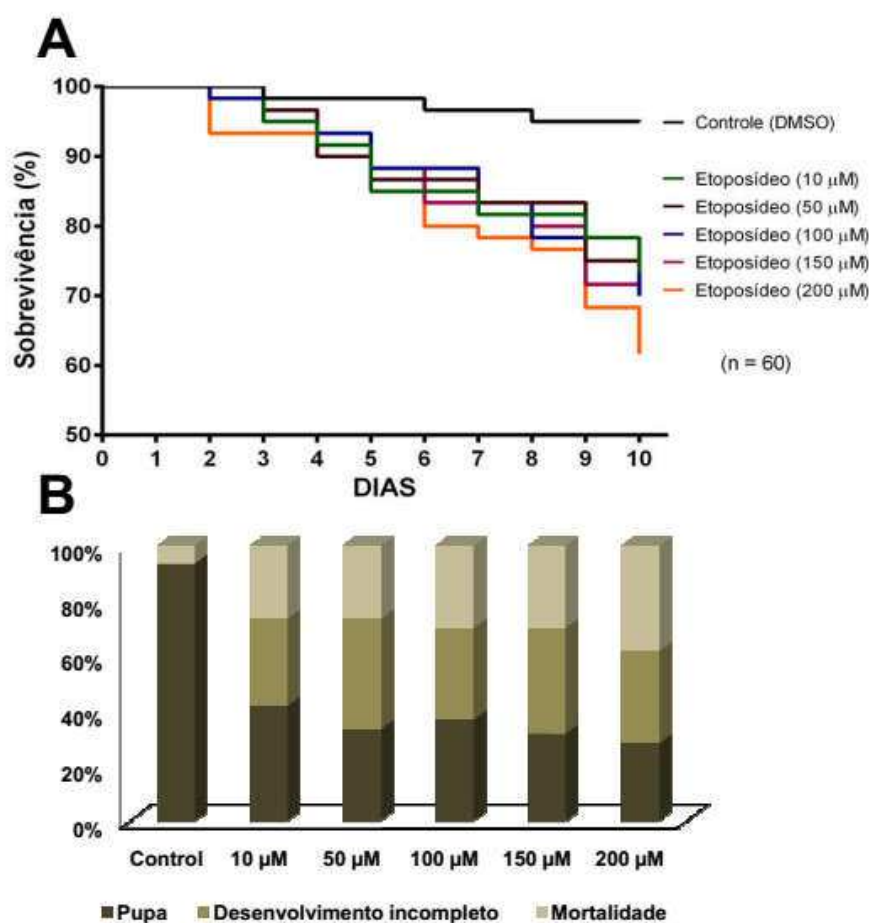 A
100
90
80
70
60
50
Sobrevivência (%)
0 1 2 3 4 5 6 7 8 9 10
DIAS
Controle (DMSO)
Etoposídeo (10 µM)
Etoposídeo (50 µM)
Etoposídeo (100 µM)
Etoposídeo (150 µM)
Etoposídeo (200 µM)
(n = 60)
B
100%
80%
60%
40%
20%
0%
Control 10 µM 50 µM 100 µM 150 µM 200 µM
Pupa Desenvolvimento incompleto Mortalidade